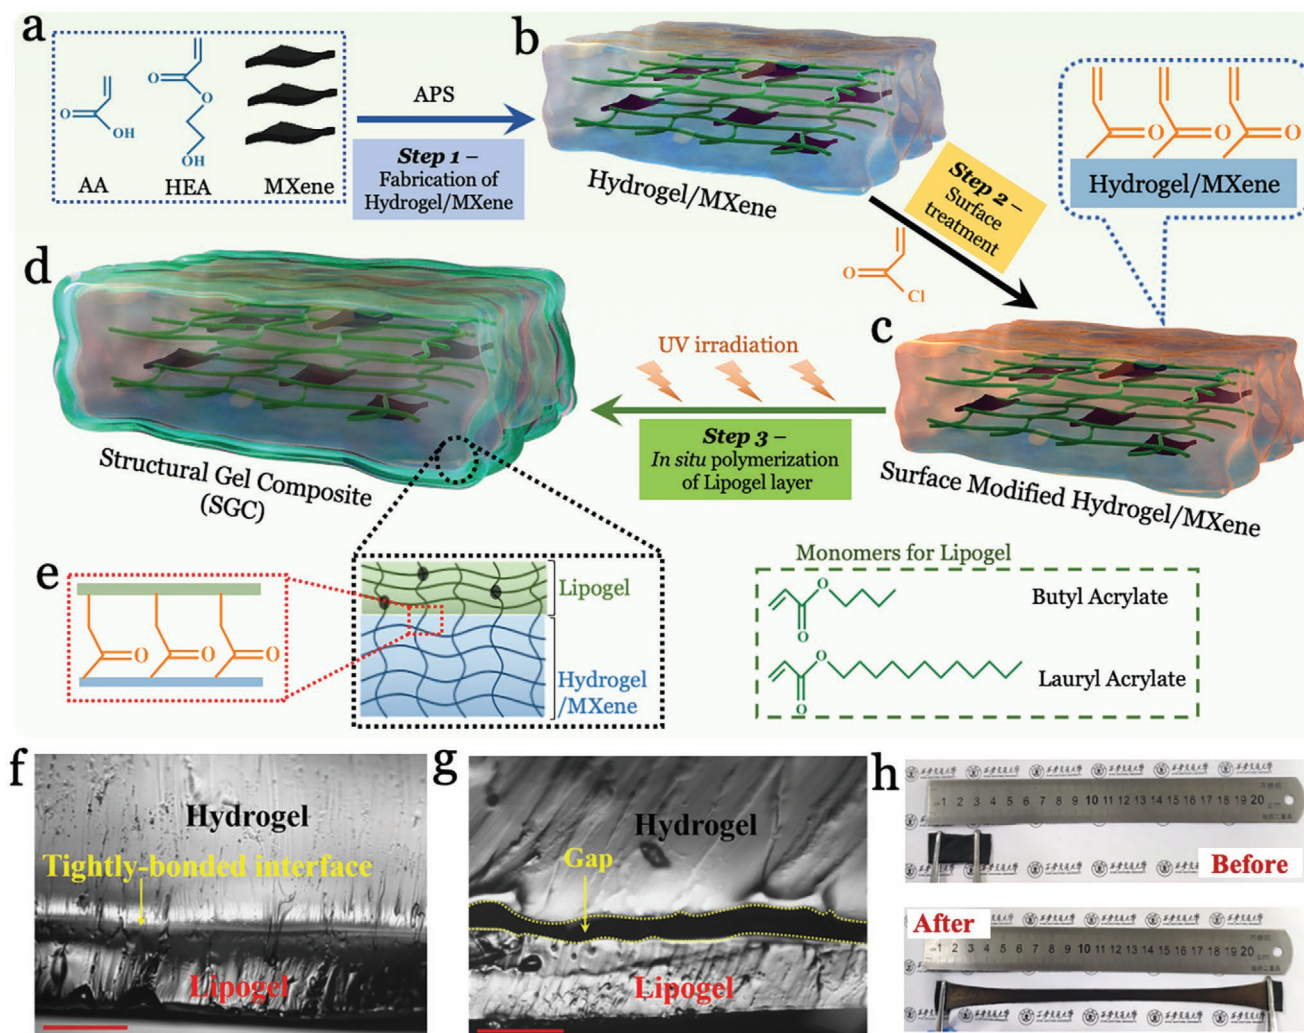 a
O
OH
AA
O
O
OH
HEA
MXene
APS
Step 1 –
Fabrication of
Hydrogel/MXene
b
Hydrogel/MXene
Step 2 –
Surface
treatment
O
Cl
O
O
O
Hydrogel/MXene
c
Surface Modified Hydrogel/MXene
UV irradiation
Step 3 –
In situ polymerization
of Lipogel layer
d
Structural Gel Composite
(SGC)
e
O
O
O
Lipogel
Hydrogel
/MXene
Monomers for Lipogel
O
O
Butyl Acrylate
O
O
Lauryl Acrylate
f
Hydrogel
Tightly-bonded interface
Lipogel
g
Hydrogel
Gap
Lipogel
h
1 2 3 4 5 6 7 8 9 10 11 12 13 14 15 16 17 18 19 20
cm
Before
After
1 2 3 4 5 6 7 8 9 10 11 12 13 14 15 16 17 18 19 20
cm